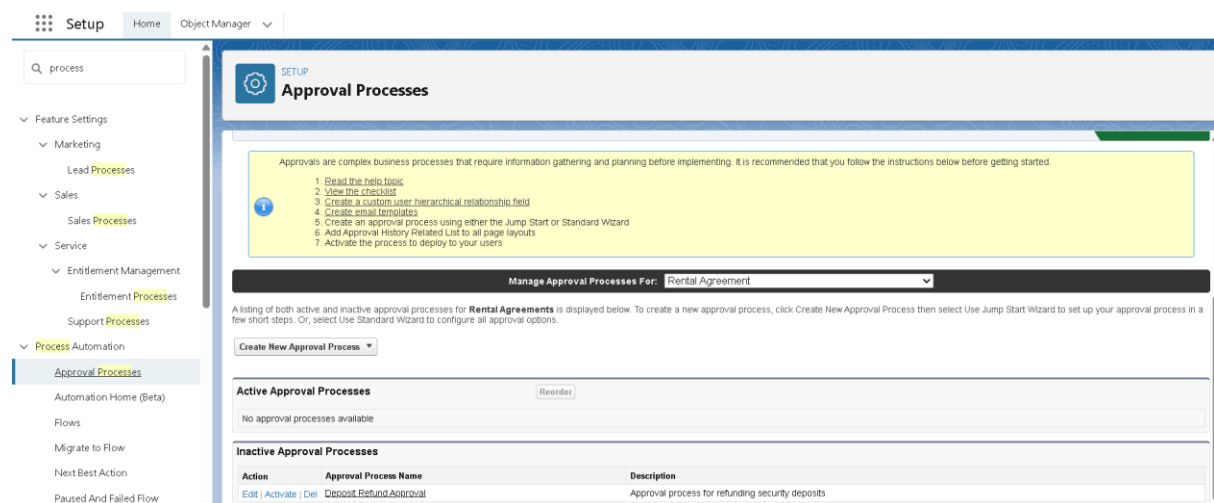 Setup
Home
Object Manager
process
Feature Settings
Marketing
Lead Processes
Sales
Sales Processes
Service
Entitlement Management
Entitlement Processes
Support Processes
Process Automation
Approval Processes
Automation Home (Beta)
Flows
Migrate to Flow
Next Best Action
Paused And Failed Flow
SETUP
Approval Processes
Approvals are complex business processes that require information gathering and planning before implementing. It is recommended that you follow the instructions below before getting started.
1. Read the help topic
2. View the checklist
3. Create a custom user hierarchical relationship field
4. Create email templates
5. Create an approval process using either the Jump Start or Standard Wizard
6. Add Approval History Related List to all page layouts
7. Activate the process to deploy to your users
Manage Approval Processes For: Rental Agreement
A listing of both active and inactive approval processes for Rental Agreements is displayed below. To create a new approval process, click Create New Approval Process then select Use Jump Start Wizard to set up your approval process in a
few short steps. Or, select Use Standard Wizard to configure all approval options.
Create New Approval Process
Active Approval Processes Reorder
No approval processes available
Inactive Approval Processes
Action Approval Process Name Description
Edit | Activate | Del Deposit Refund Approval Approval process for refunding security deposits